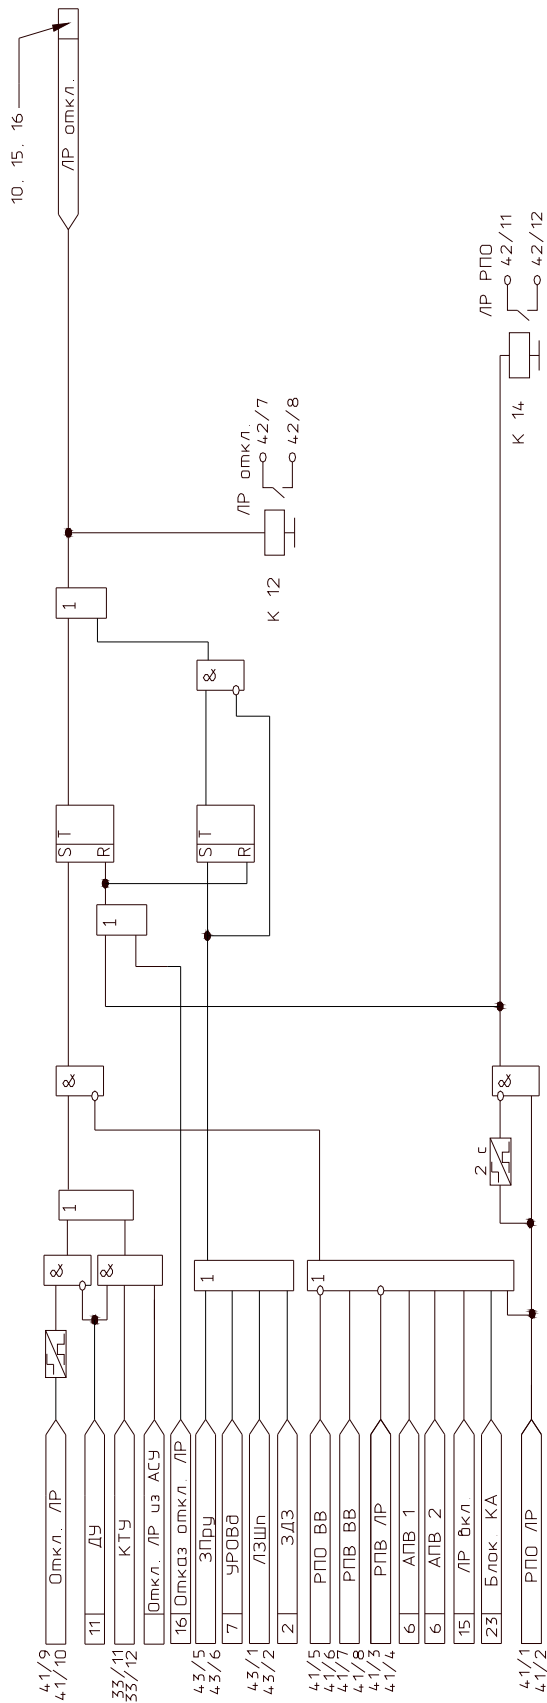 41/9
41/10
Откл. ЛР
11
ДУ
33/11
33/12
КТУ
Откл. ЛР из АСУ
16
Отказ откл. ЛР
43/5
43/6
ЗПру
7
УРОВд
43/1
43/2
ЛЗШп
2
ЗДЗ
41/5
41/6
РПО ВВ
41/7
41/8
РПВ ВВ
41/3
41/4
РПВ ЛР
6
АПВ 1
6
АПВ 2
15
ЛР вкл.
23
Блок. КА
41/1
41/2
РПО ЛР
&
&
1
1
1
2 с
&
&
1
S T
R
S T
R
&
1
К 12
ЛР откл.
42/7
42/8
К 14
ЛР РПО
42/11
42/12
ЛР откл.
10. 15. 16